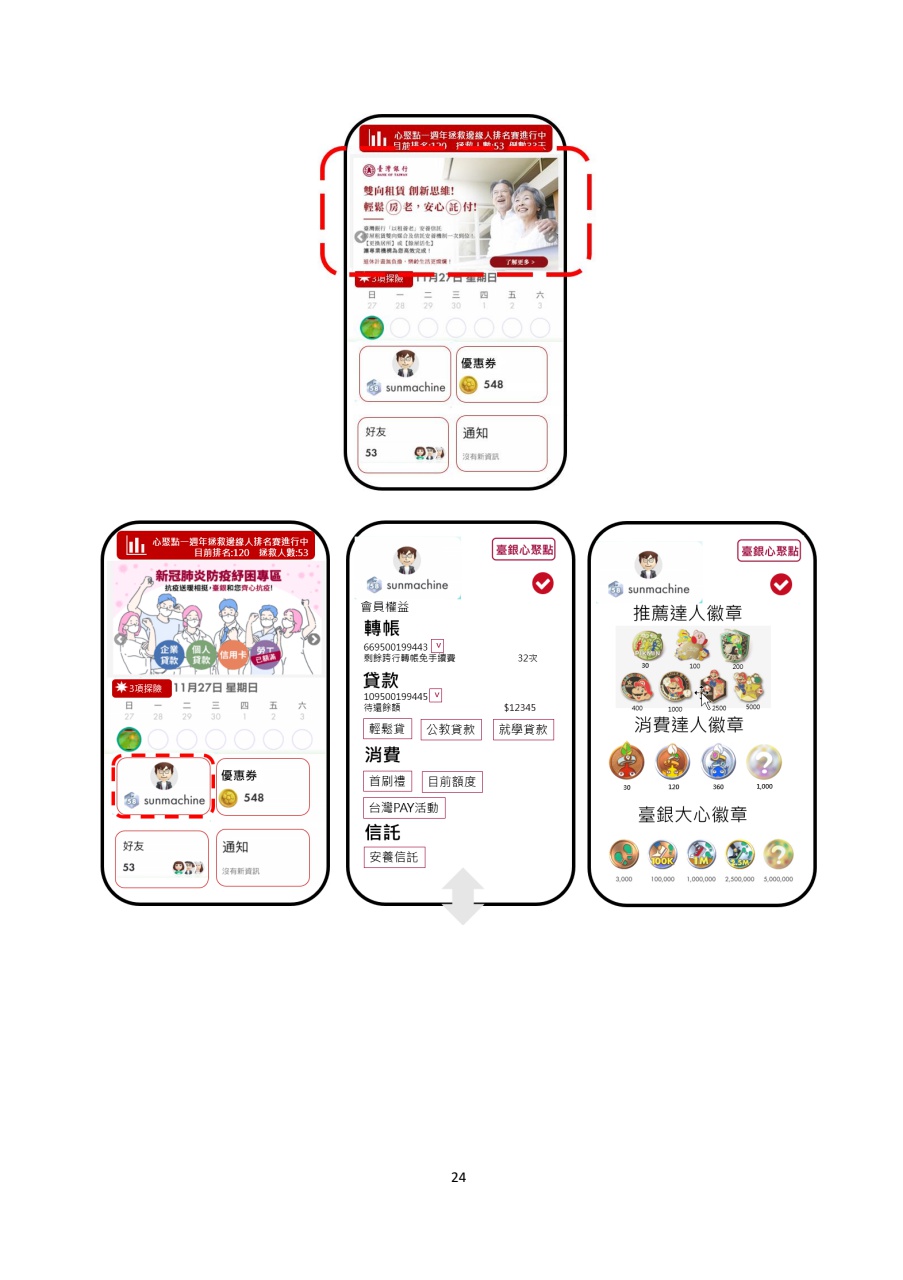 心聚點一週年拯救邊緣人排名賽進行中
目前排名:120 拯救人數:53 倒數33天
臺灣銀行
BANK OF TAIWAN
雙向租賃 創新思維!
輕鬆房老,安心託付!
臺灣銀行「以租養老」安養信託
讓專業機構為您高效完成!
了解更多 >
3項探險 11月27日 星期日
日 一 二 三 四 五 六
27 28 29 30 1 2 3
sunmachine
優惠券
548
好友
53
通知
沒有新資訊
心聚點一週年拯救邊緣人排名賽進行中
目前排名:120 拯救人數:53
新冠肺炎防疫紓困專區
抗疫送暖相挺,臺銀和您齊心抗疫!
企業貸款
個人貸款
信用卡
勞工
已額滿
3項探險 11月27日 星期日
日 一 二 三 四 五 六
27 28 29 30 1 2 3
sunmachine
優惠券
548
好友
53
通知
沒有新資訊
臺銀心聚點
sunmachine
會員權益
轉帳
669500199443 v
剩餘跨行轉帳免手續費 32次
貸款
109500199445 v
待還餘額 $12345
輕鬆貸 公教貸款 就學貸款
消費
首刷禮 目前額度
台灣PAY活動
信託
安養信託
臺銀心聚點
sunmachine
推薦達人徽章
30 100 200
400 1000 2500 5000
消費達人徽章
30 120 360 1,000
臺銀大心徽章
100K 1M 2.5M
3,000 100,000 1,000,000 2,500,000 5,000,000
24